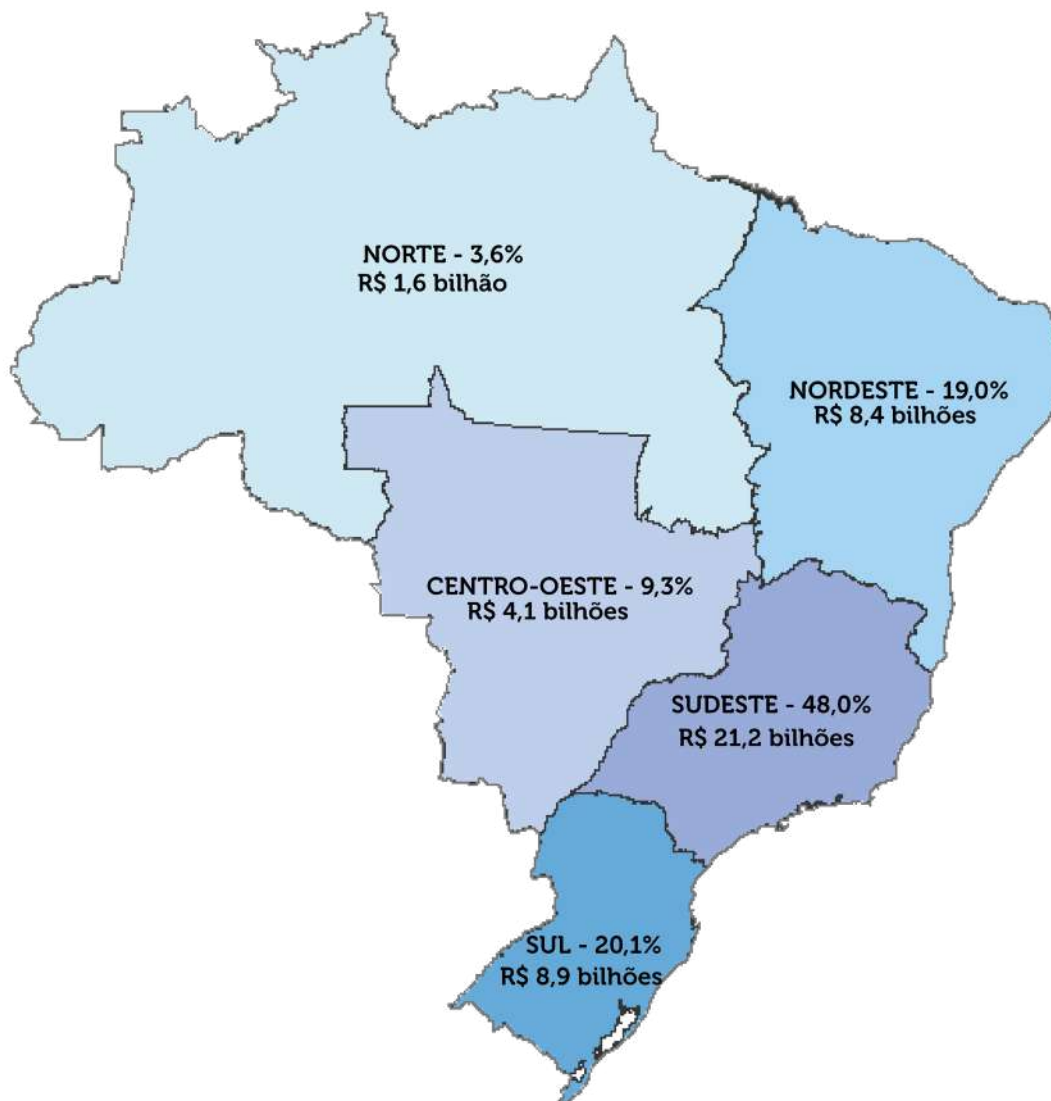 NORTE - 3,6%
R$ 1,6 bilhão
NORDESTE - 19,0%
R$ 8,4 bilhões
CENTRO-OESTE - 9,3%
R$ 4,1 bilhões
SUDESTE - 48,0%
R$ 21,2 bilhões
SUL - 20,1%
R$ 8,9 bilhões